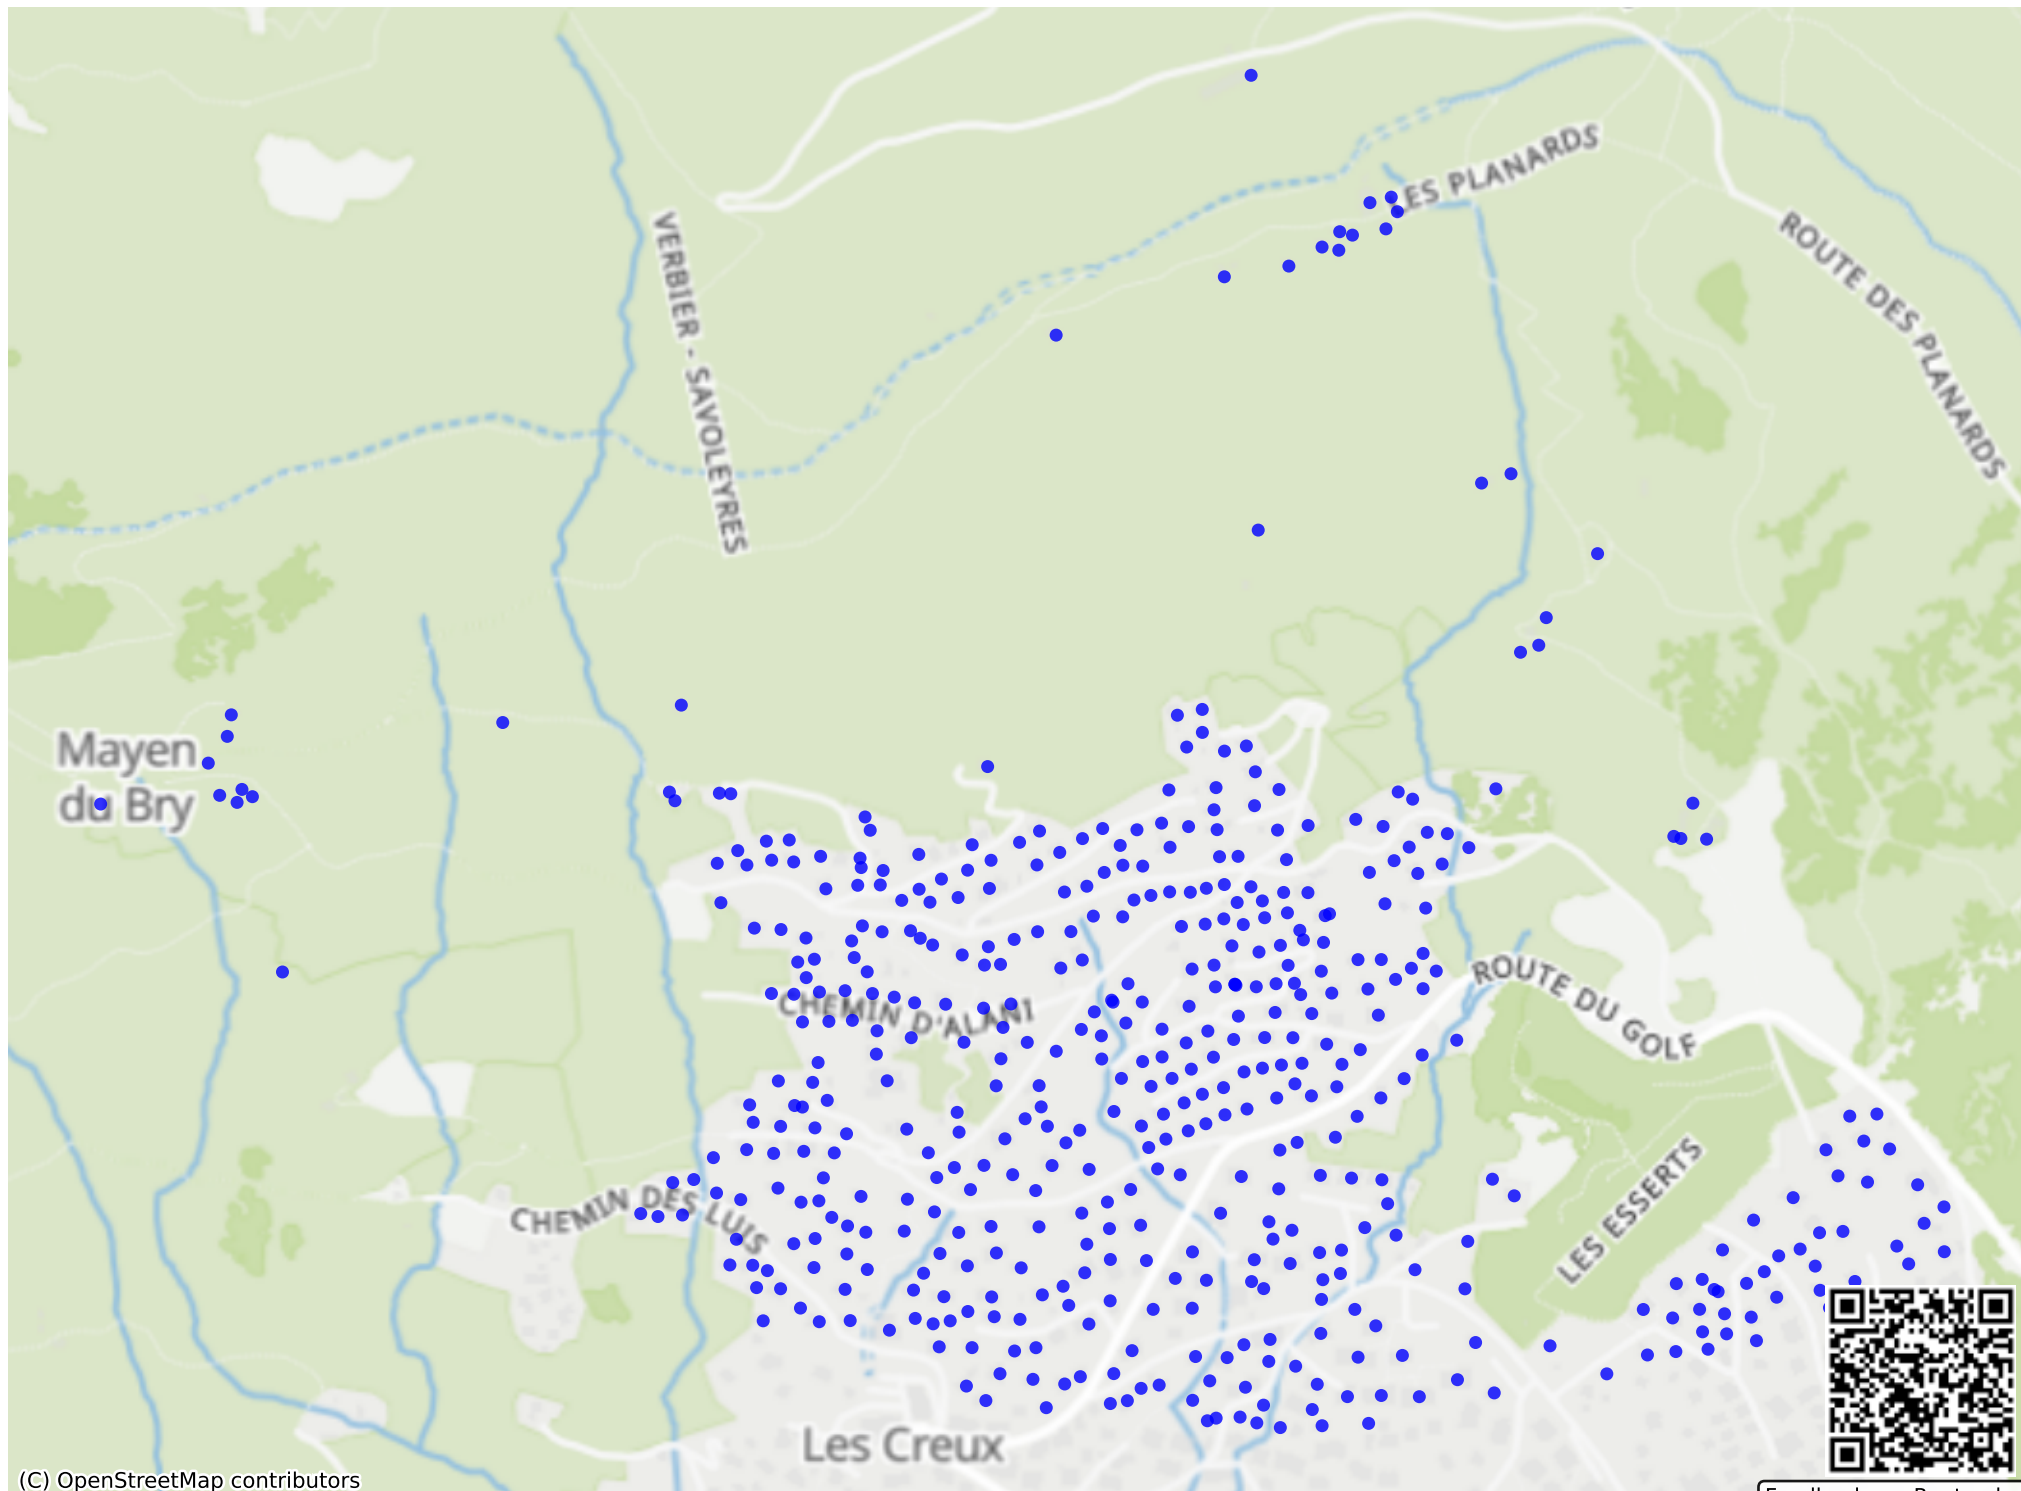 LES PLANARDS
ROUTE DES PLANARDS
VERBIER - SAVOLEYRES
Mayen
du Bry
ROUTE DU GOLF
CHEMIN D'ALANI
LES ESSERTS
CHEMIN DES LUIS
Les Creux
(C) OpenStreetMap contributors